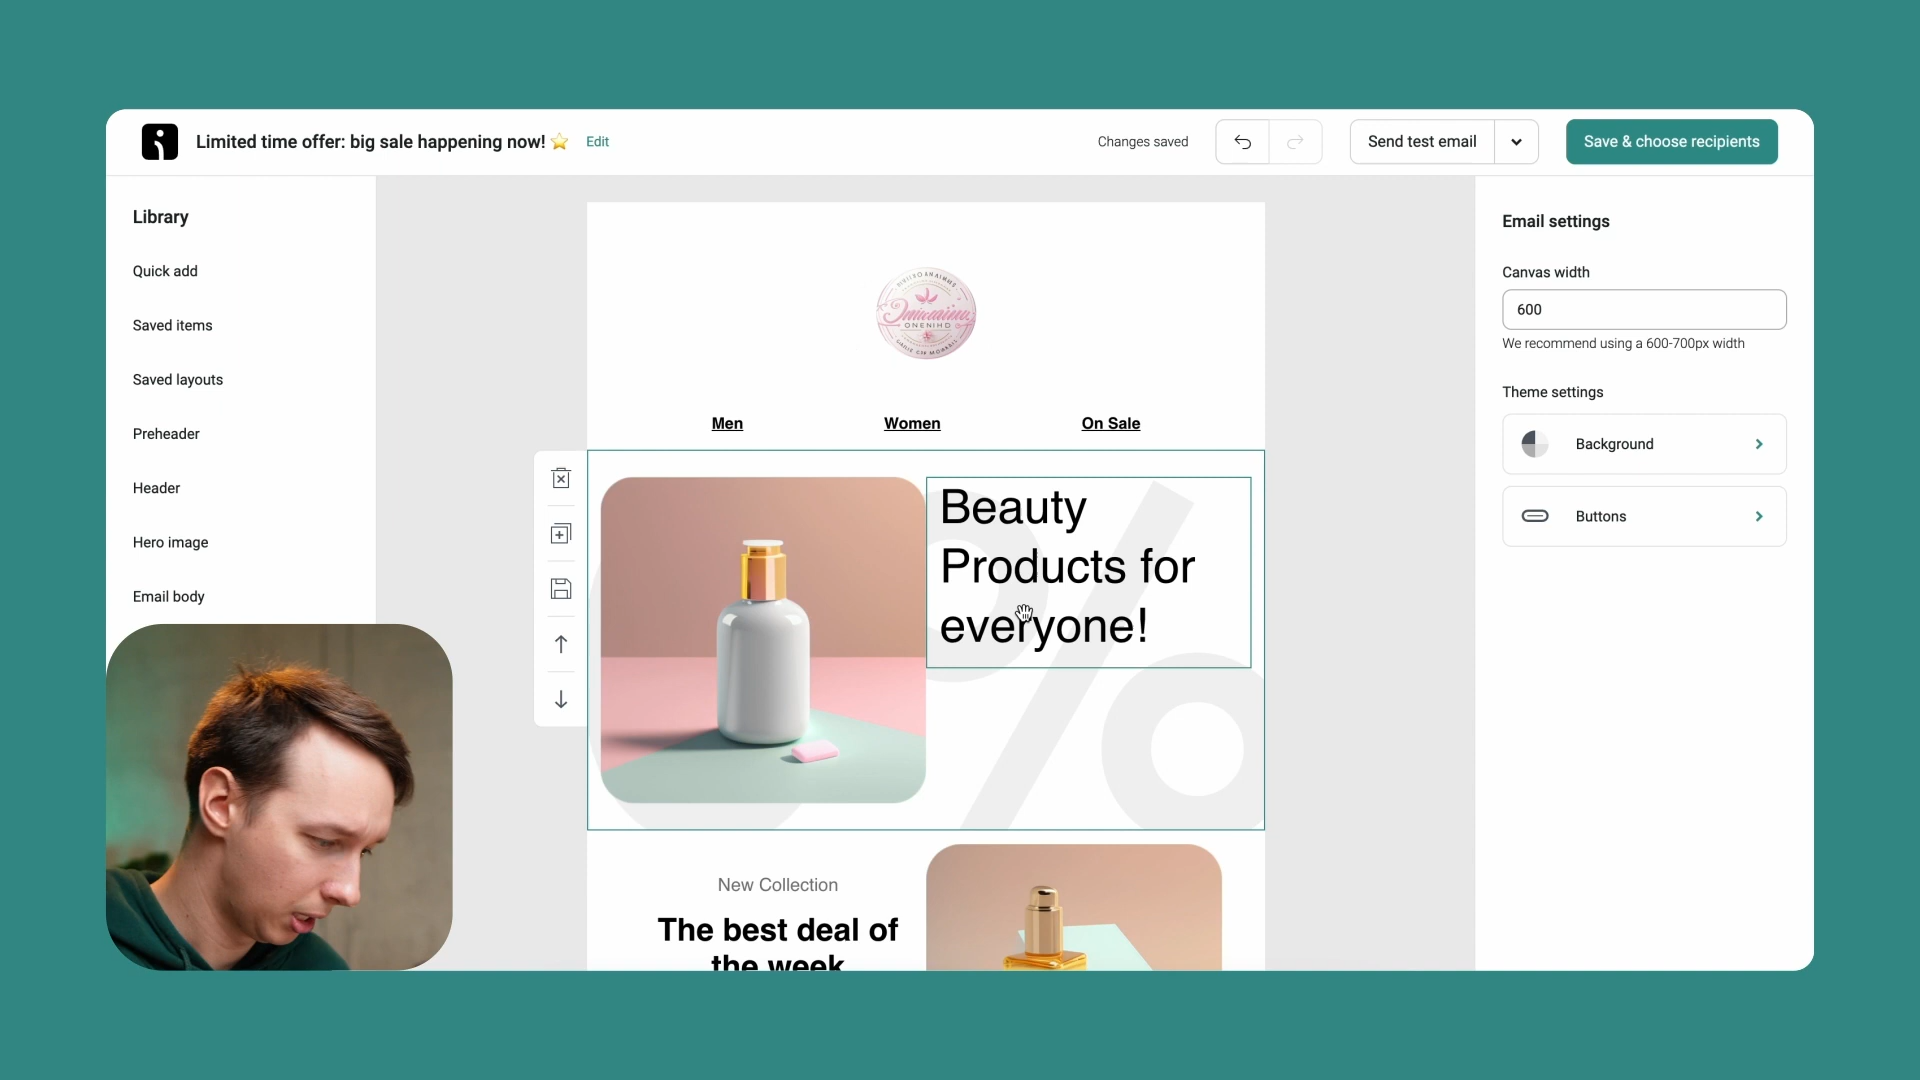 Limited time offer: big sale happening now! ⭐ Edit
Changes saved
Send test email
Save & choose recipients
Library
Quick add
Saved items
Saved layouts
Preheader
Header
Hero image
Email body
ONENIHD
Men Women On Sale
Beauty
Products for
everyone!
%
New Collection
The best deal of
the week
Email settings
Canvas width
600
We recommend using a 600-700px width
Theme settings
Background
Buttons